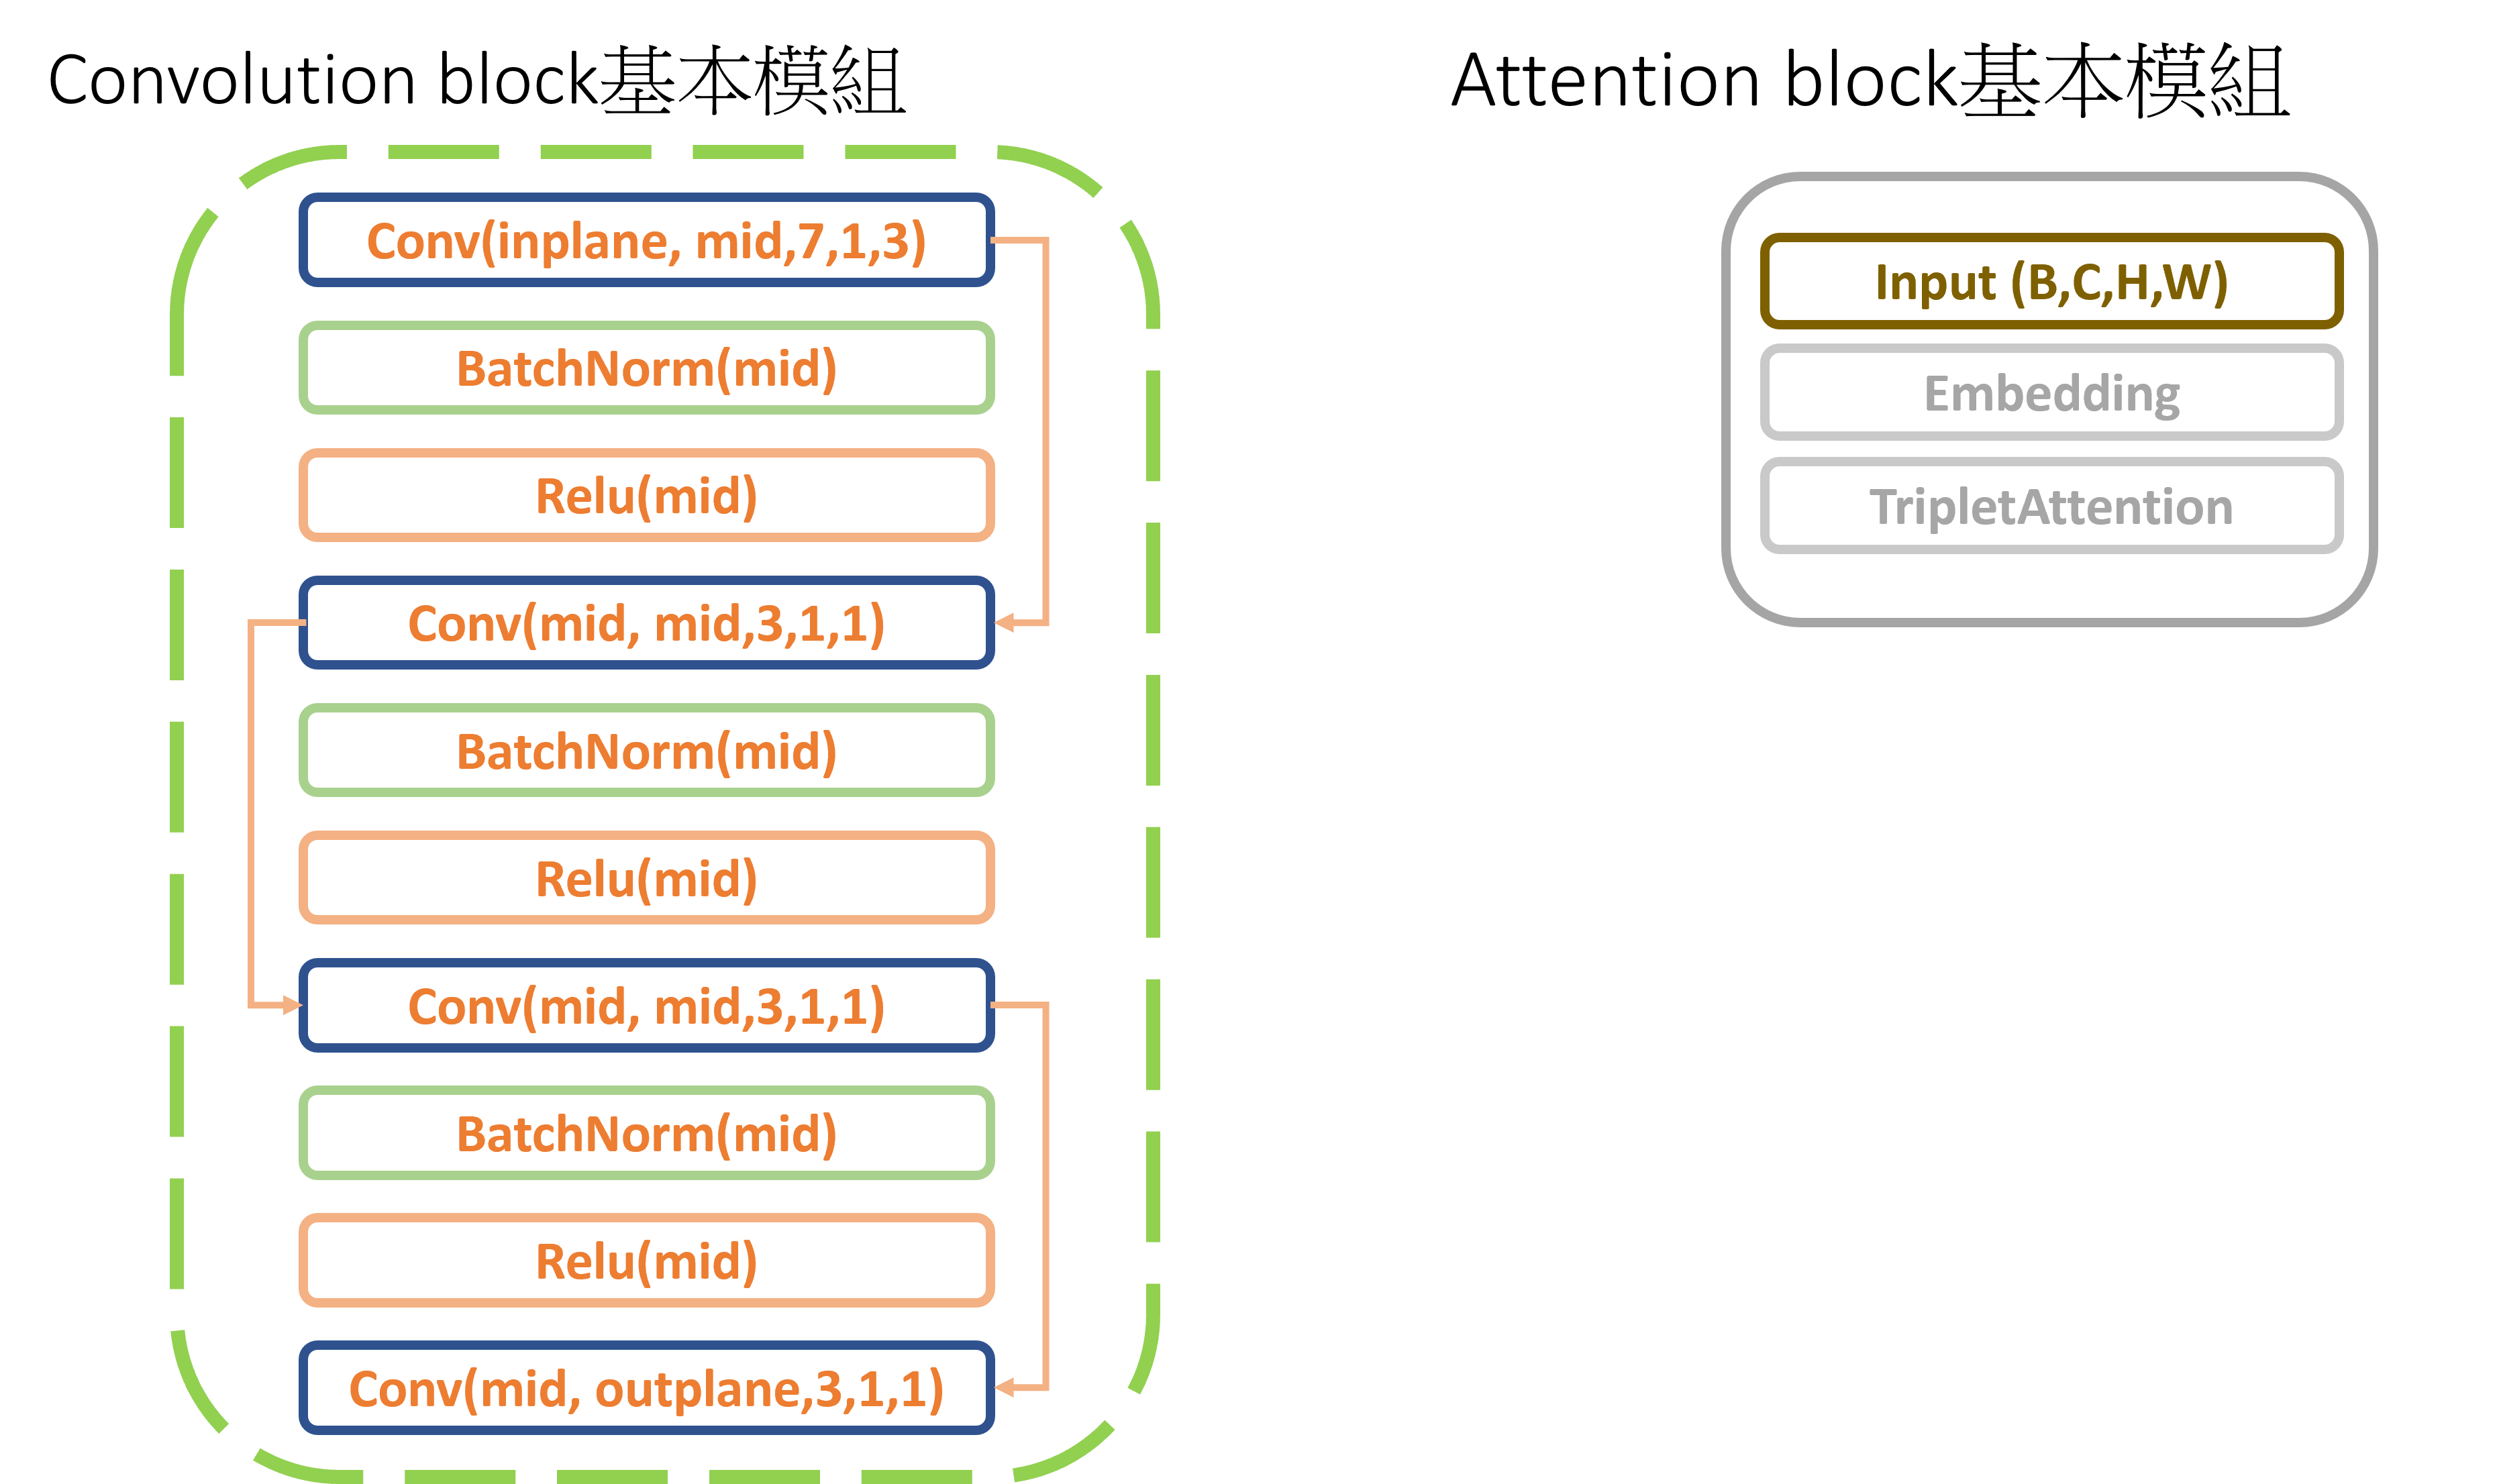 Convolution block基本模組
Conv(inplane, mid,7,1,3)
BatchNorm(mid)
Relu(mid)
Conv(mid, mid,3,1,1)
BatchNorm(mid)
Relu(mid)
Conv(mid, mid,3,1,1)
BatchNorm(mid)
Relu(mid)
Conv(mid, outplane,3,1,1)
Attention block基本模組
Input (B,C,H,W)
Embedding
TripletAttention